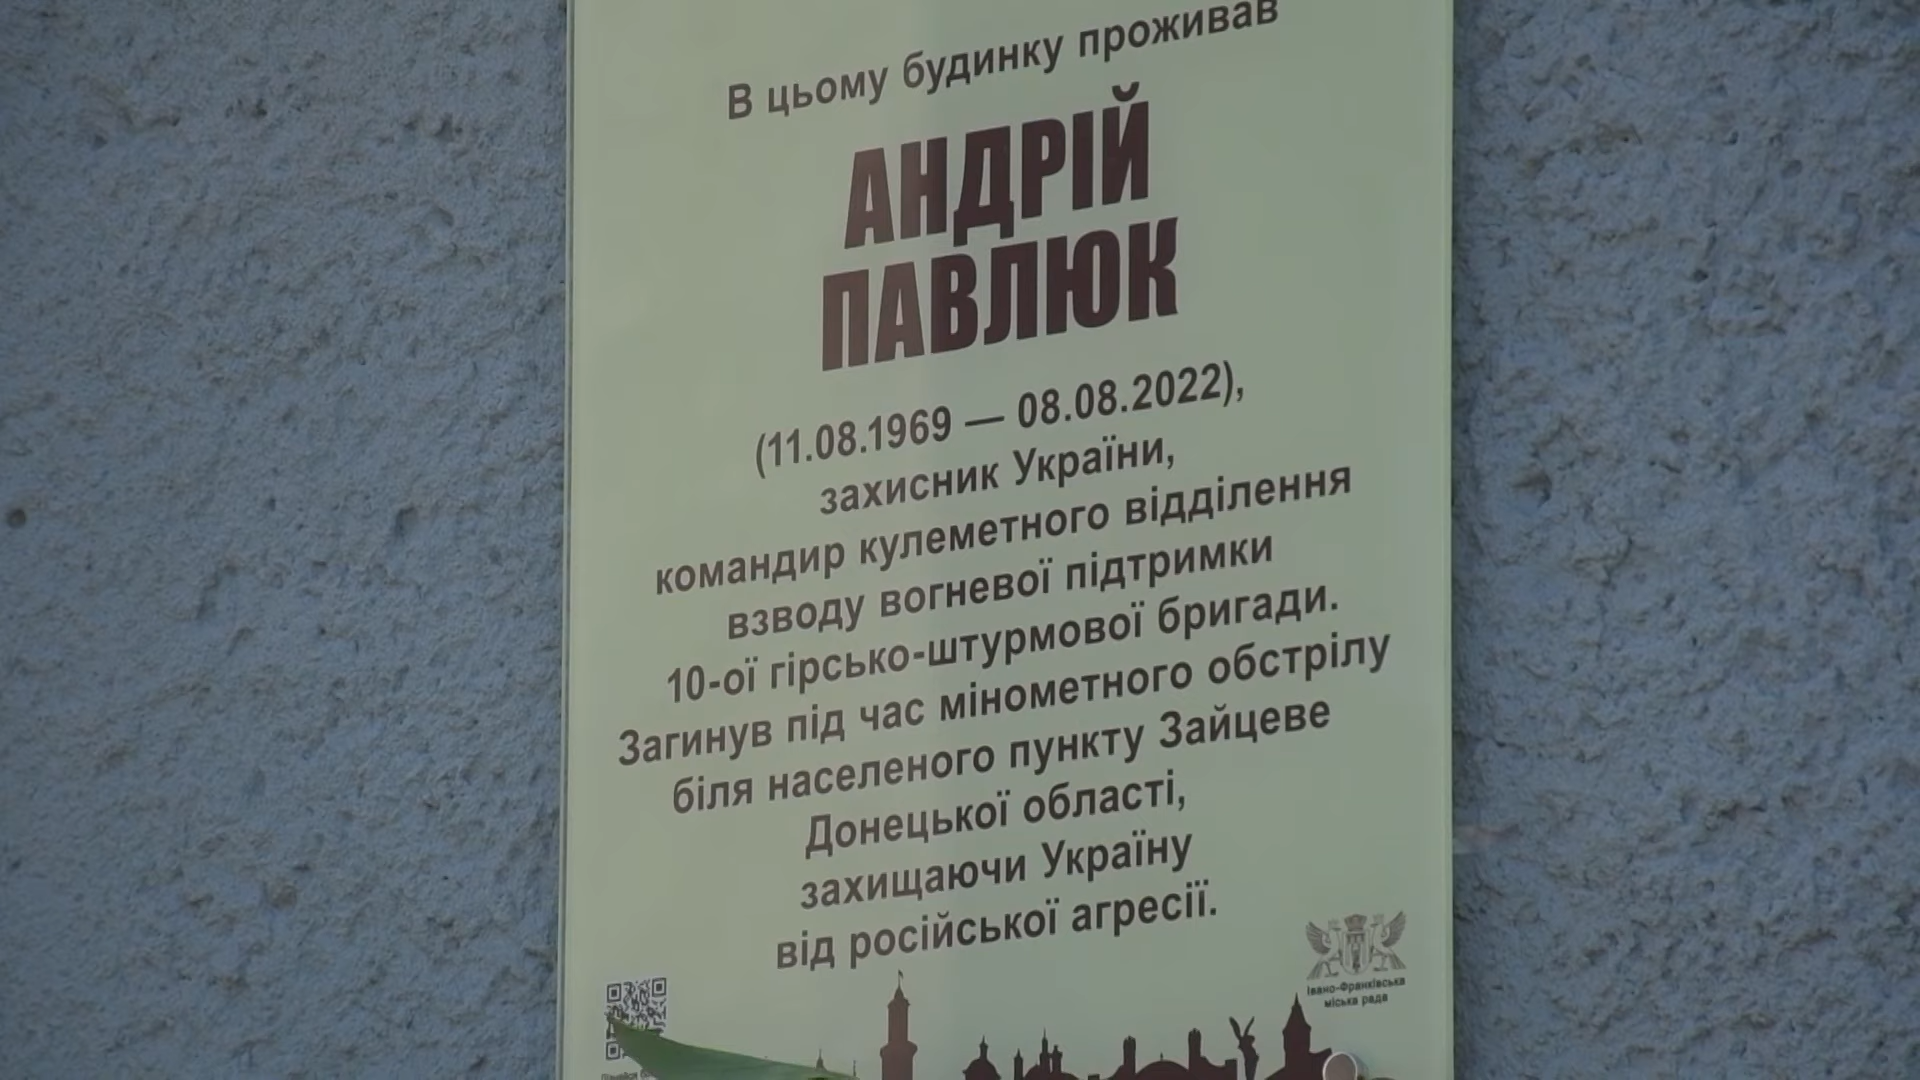 В цьому будинку проживав
АНДРІЙ
ПАВЛЮК
(11.08.1969 — 08.08.2022),
захисник України,
командир кулеметного відділення
взводу вогневої підтримки
10-ої гірсько-штурмової бригади.
Загинув під час мінометного обстрілу
біля населеного пункту Зайцеве
Донецької області,
захищаючи Україну
від російської агресії.
Івано-Франківська
міська рада